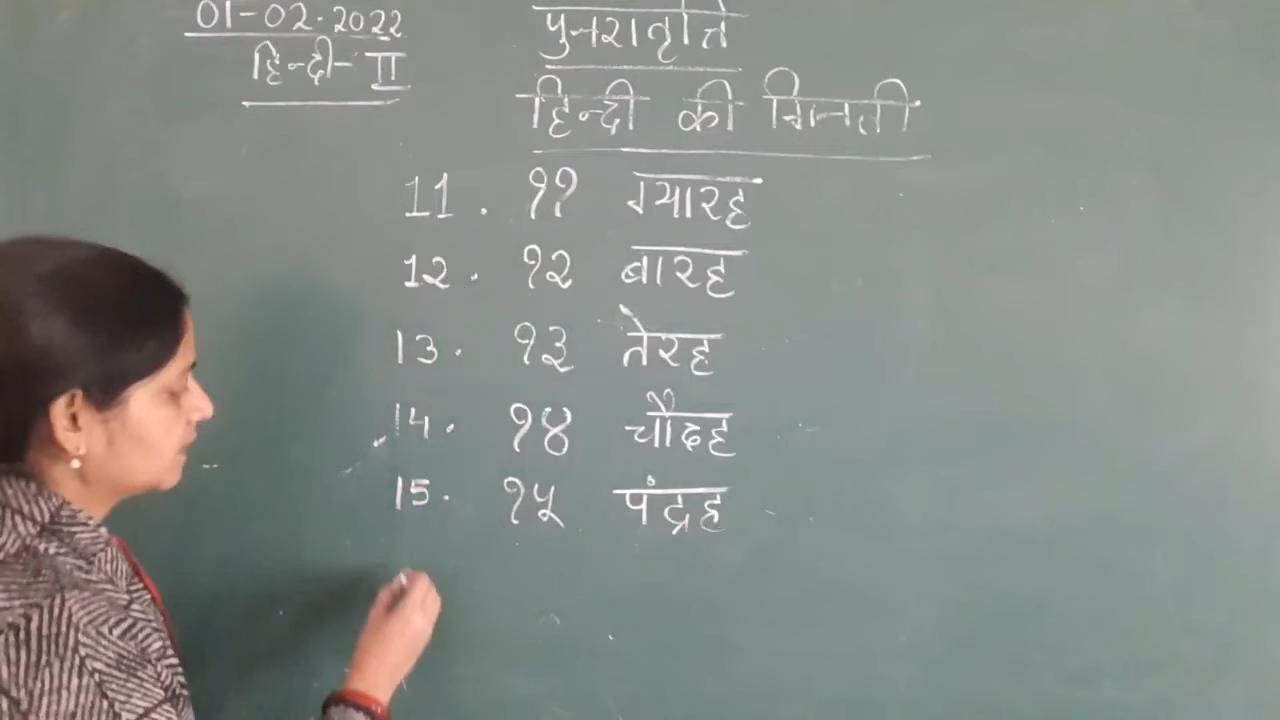 01-02-2022
हिन्दी-II
पुनरावृत्ति
हिन्दी की गिनती
11. ११ ग्यारह
12. १२ बारह
13. १३ तेरह
14. १४ चौदह
15. १५ पंद्रह